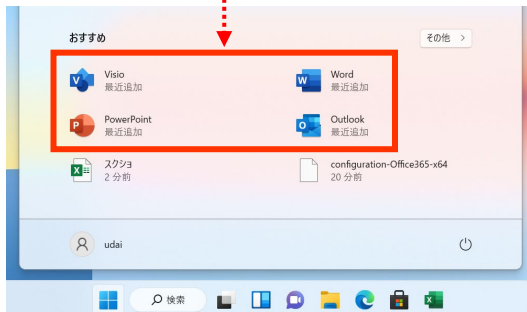 おすすめ
その他 >
Visio
最近追加
Word
最近追加
PowerPoint
最近追加
Outlook
最近追加
スクショ
2 分前
configuration-Office365-x64
20 分前
udai
検索